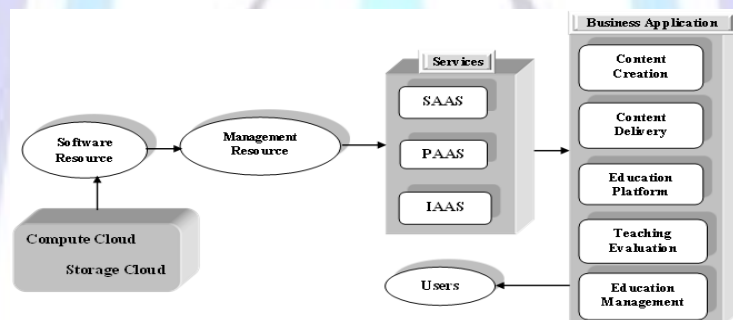 Business Application
Services
Content
Creation
SAAS
Content
Delivery
Software
Resource
Management
Resource
PAAS
Education
Platform
IAAS
Teaching
Evaluation
Compute Cloud
Storage Cloud
Users
Education
Management